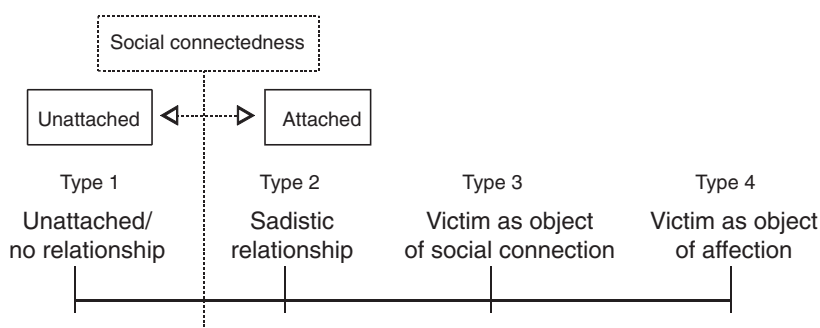 Social connectedness
Unattached
Attached
Type 1
Type 2
Type 3
Type 4
Unattached/
no relationship
Sadistic
relationship
Victim as object
of social connection
Victim as object
of affection